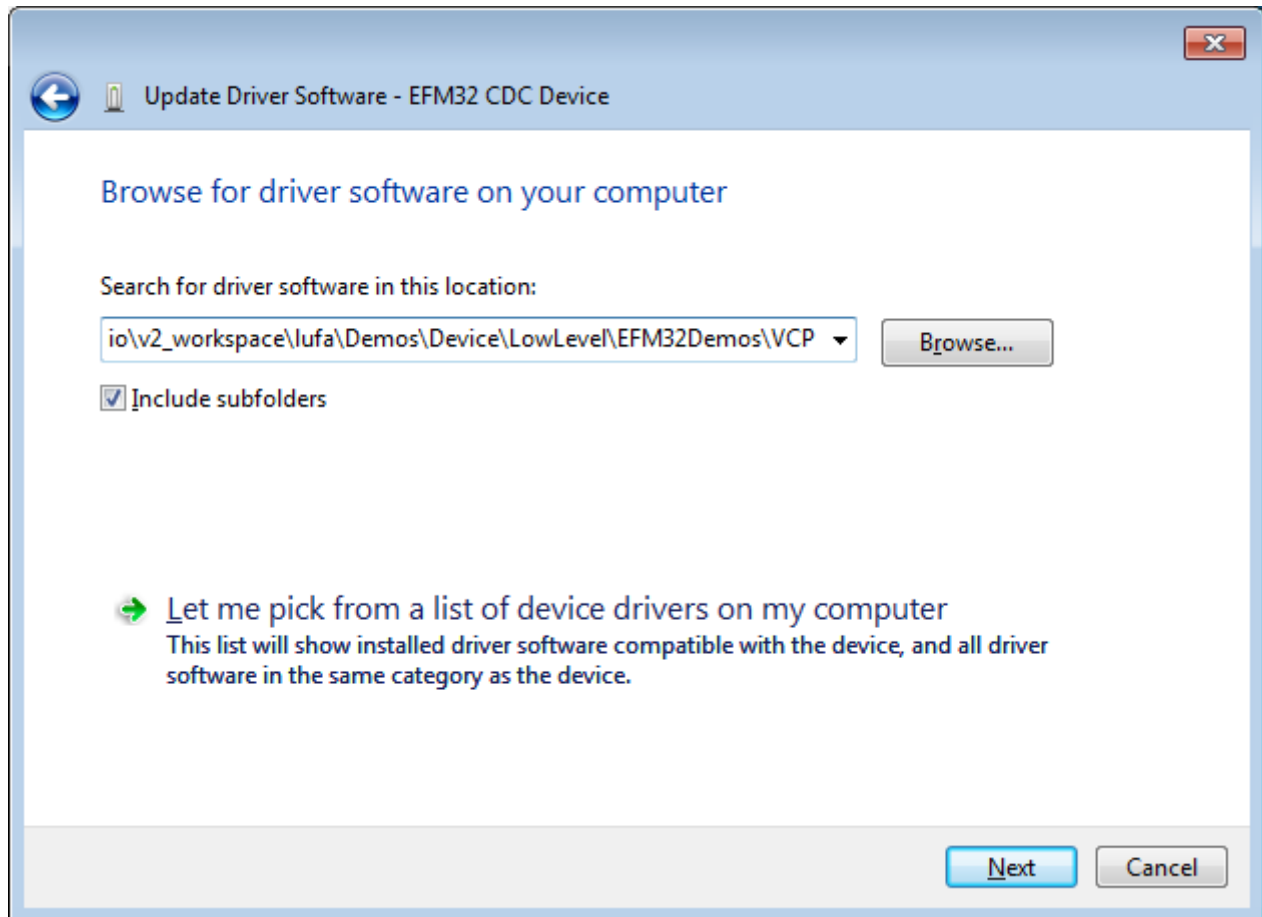 Update Driver Software - EFM32 CDC Device
Browse for driver software on your computer
Search for driver software in this location:
io\v2_workspace\lufa\Demos\Device\LowLevel\EFM32Demos\VCP
Browse...
Include subfolders
Let me pick from a list of device drivers on my computer
This list will show installed driver software compatible with the device, and all driver
software in the same category as the device.
Next
Cancel